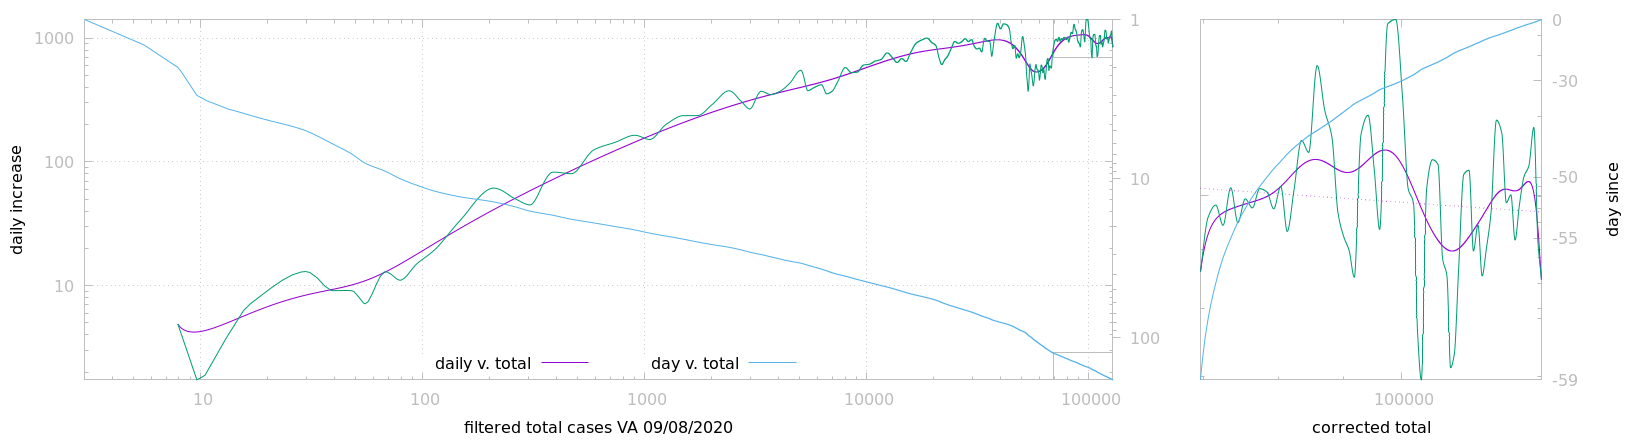 daily increase
1000
100
10
1
10
100
daily v. total
day v. total
10
100
1000
10000
100000
filtered total cases VA 09/08/2020
0
-30
-50
-55
-59
day since
100000
corrected total